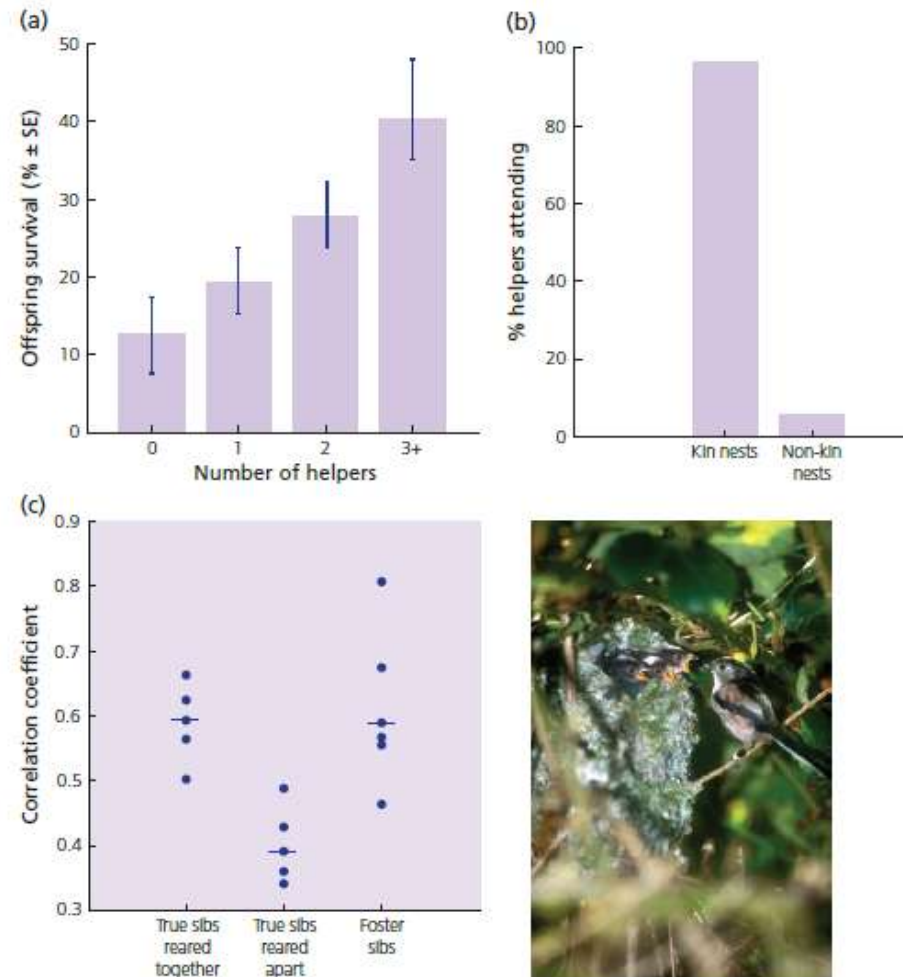 (a)
50
40
30
20
10
0
Offspring survival (% ± SE)
0 1 2 3+
Number of helpers
(b)
100
80
60
40
20
0
% helpers attending
Kin nests Non-kin
nests
(c)
0.9
0.8
0.7
0.6
0.5
0.4
0.3
Correlation coefficient
True sibs True sibs Foster
reared reared sibs
together apart